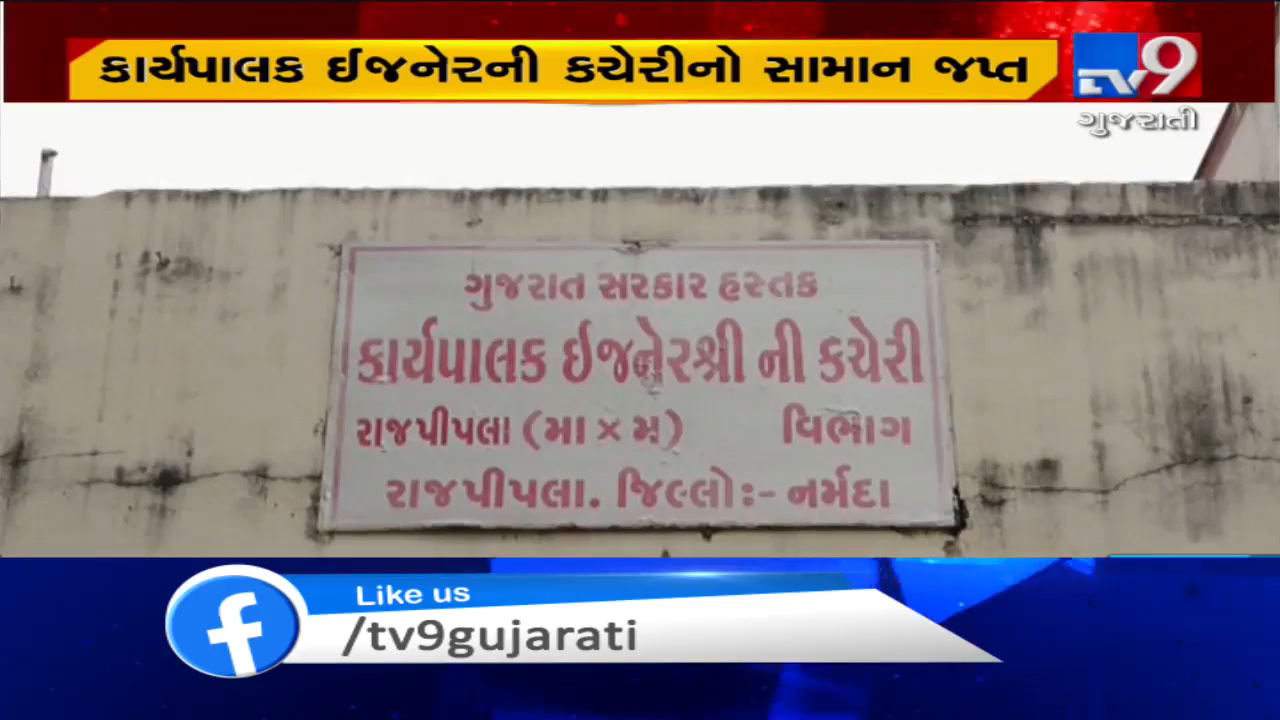 કાર્યપાલક ઈજનેરની કચેરીનો સામાન જપ્ત
TV9
ગુજરાતી
ગુજરાત સરકાર હસ્તક
કાર્યપાલક ઇજનેરશ્રી ની કચેરી
રાજપીપલા (મા × મ) વિભાગ
રાજપીપલા. જિલ્લો:- નર્મદા
Like us
/tv9gujarati